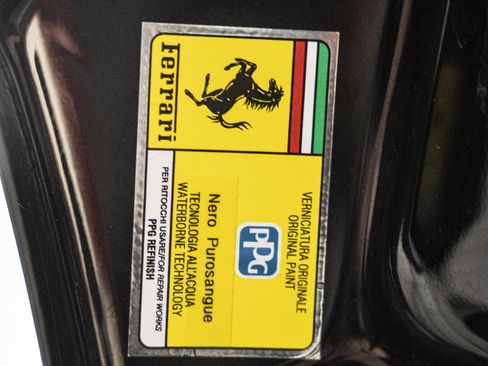 Ferrari
VERNICIATURA ORIGINALE
ORIGINAL PAINT
PPG
Nero Purosangue
TECNOLOGIA ALL'ACQUA
WATERBORNE TECHNOLOGY
PER RITOCCHI USARE/FOR REPAIR WORKS
PPG REFINISH